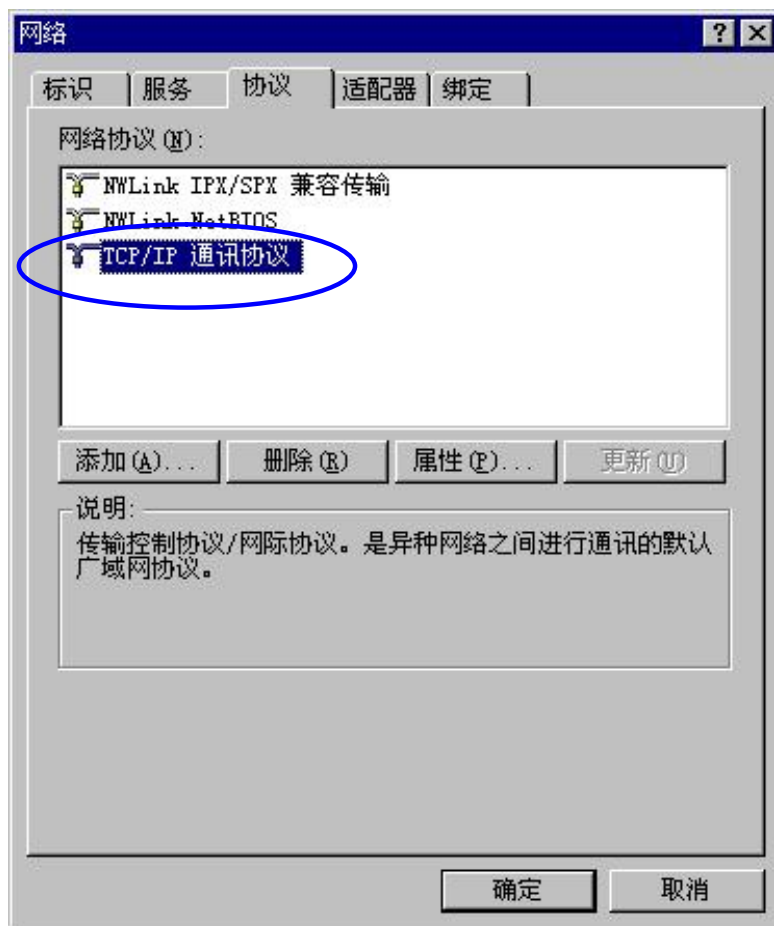 网络
标识 服务 协议 适配器 绑定
网络协议(N):
NWLink IPX/SPX 兼容传输
NWLink NetBIOS
TCP/IP 通讯协议
添加(A)... 删除(R) 属性(P)... 更新(U)
说明:
传输控制协议/网际协议。是异种网络之间进行通讯的默认
广域网协议。
确定 取消